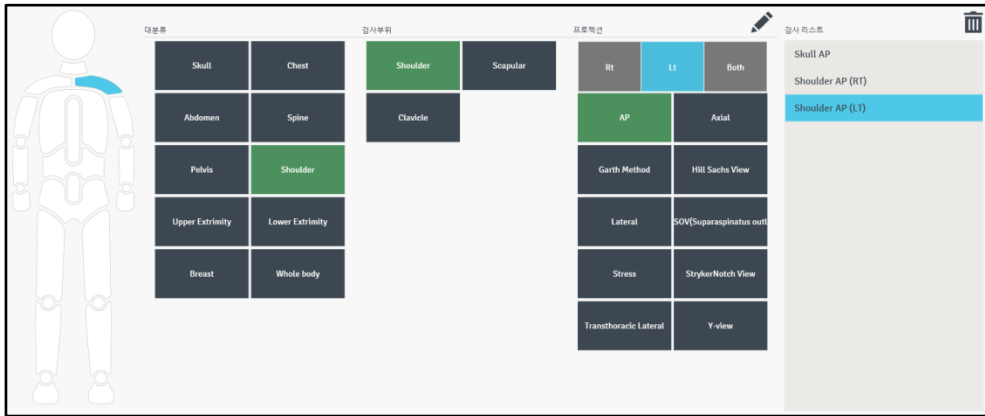 대분류
검사부위
프로젝션
검사 리스트
Skull
Chest
Abdomen
Spine
Pelvis
Shoulder
Upper Extrimity
Lower Extrimity
Breast
Whole body
Shoulder
Scapular
Clavicle
Rt
Lt
Both
AP
Axial
Garth Method
Hill Sachs View
Lateral
SOV(Suparaspinatus outl
Stress
StrykerNotch View
Transthoracic Lateral
Y-view
Skull AP
Shoulder AP (RT)
Shoulder AP (LT)